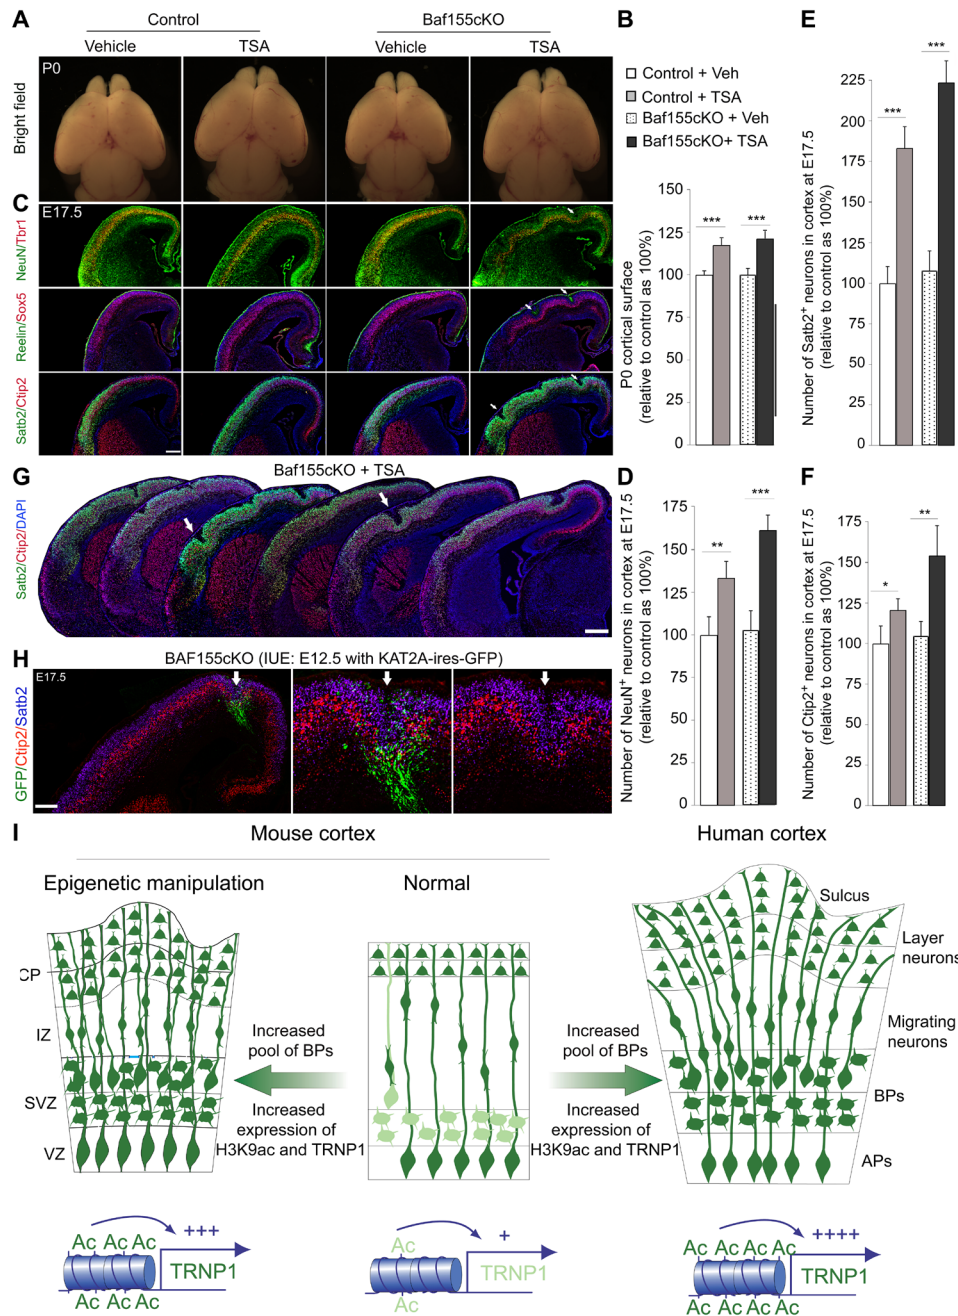 A
Control
Baf155cKO
Vehicle
TSA
Vehicle
TSA
Bright field
P0
B
Control + Veh
Control + TSA
Baf155cKO + Veh
Baf155cKO+ TSA
P0 cortical surface
(relative to control as 100%)
125
100
75
50
25
0
***
***
C
E17.5
NeuN/Tbr1
Reelin/Sox5
Satb2/Ctip2
E
Number of Satb2+ neurons in cortex at E17.5
(relative to control as 100%)
225
200
175
150
125
100
75
50
25
0
***
***
G
Baf155cKO + TSA
Satb2/Ctip2/DAPI
D
Number of NeuN+ neurons in cortex at E17.5
(relative to control as 100%)
175
150
125
100
75
50
25
0
**
***
F
Number of Ctip2+ neurons in cortex at E17.5
(relative to control as 100%)
175
150
125
100
75
50
25
0
*
**
H
BAF155cKO (IUE: E12.5 with KAT2A-ires-GFP)
E17.5
GFP/Ctip2/Satb2
I
Mouse cortex
Human cortex
Epigenetic manipulation
Normal
Sulcus
Layer
neurons
Migrating
neurons
BPs
APs
CP
IZ
SVZ
VZ
Increased
pool of BPs
Increased
expression of
H3K9ac and TRNP1
Increased
pool of BPs
Increased
expression of
H3K9ac and TRNP1
Ac Ac Ac
+++
TRNP1
Ac Ac Ac
Ac
+
TRNP1
Ac
Ac Ac Ac Ac
++++
TRNP1
Ac Ac Ac Ac